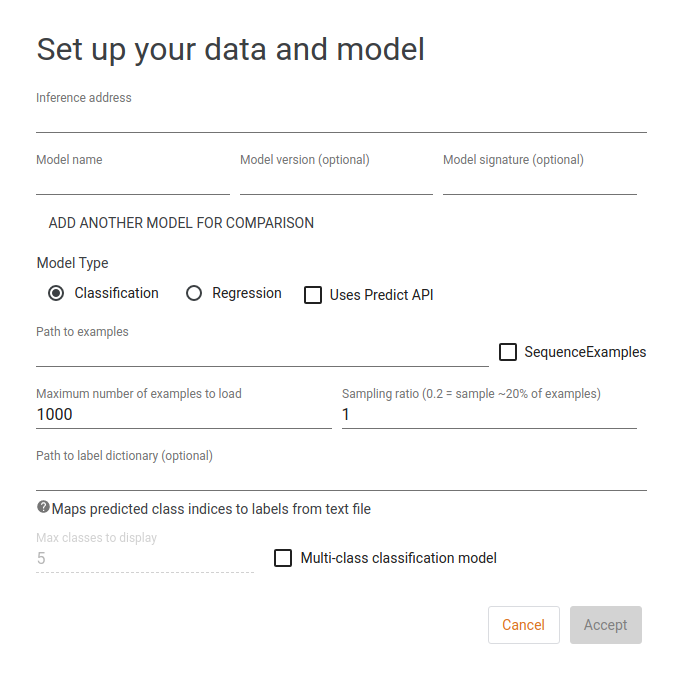 Set up your data and model
Inference address
Model name Model version (optional) Model signature (optional)
ADD ANOTHER MODEL FOR COMPARISON
Model Type
Classification Regression Uses Predict API
Path to examples
SequenceExamples
Maximum number of examples to load Sampling ratio (0.2 = sample ~20% of examples)
1000 1
Path to label dictionary (optional)
?Maps predicted class indices to labels from text file
Max classes to display
5 Multi-class classification model
Cancel Accept